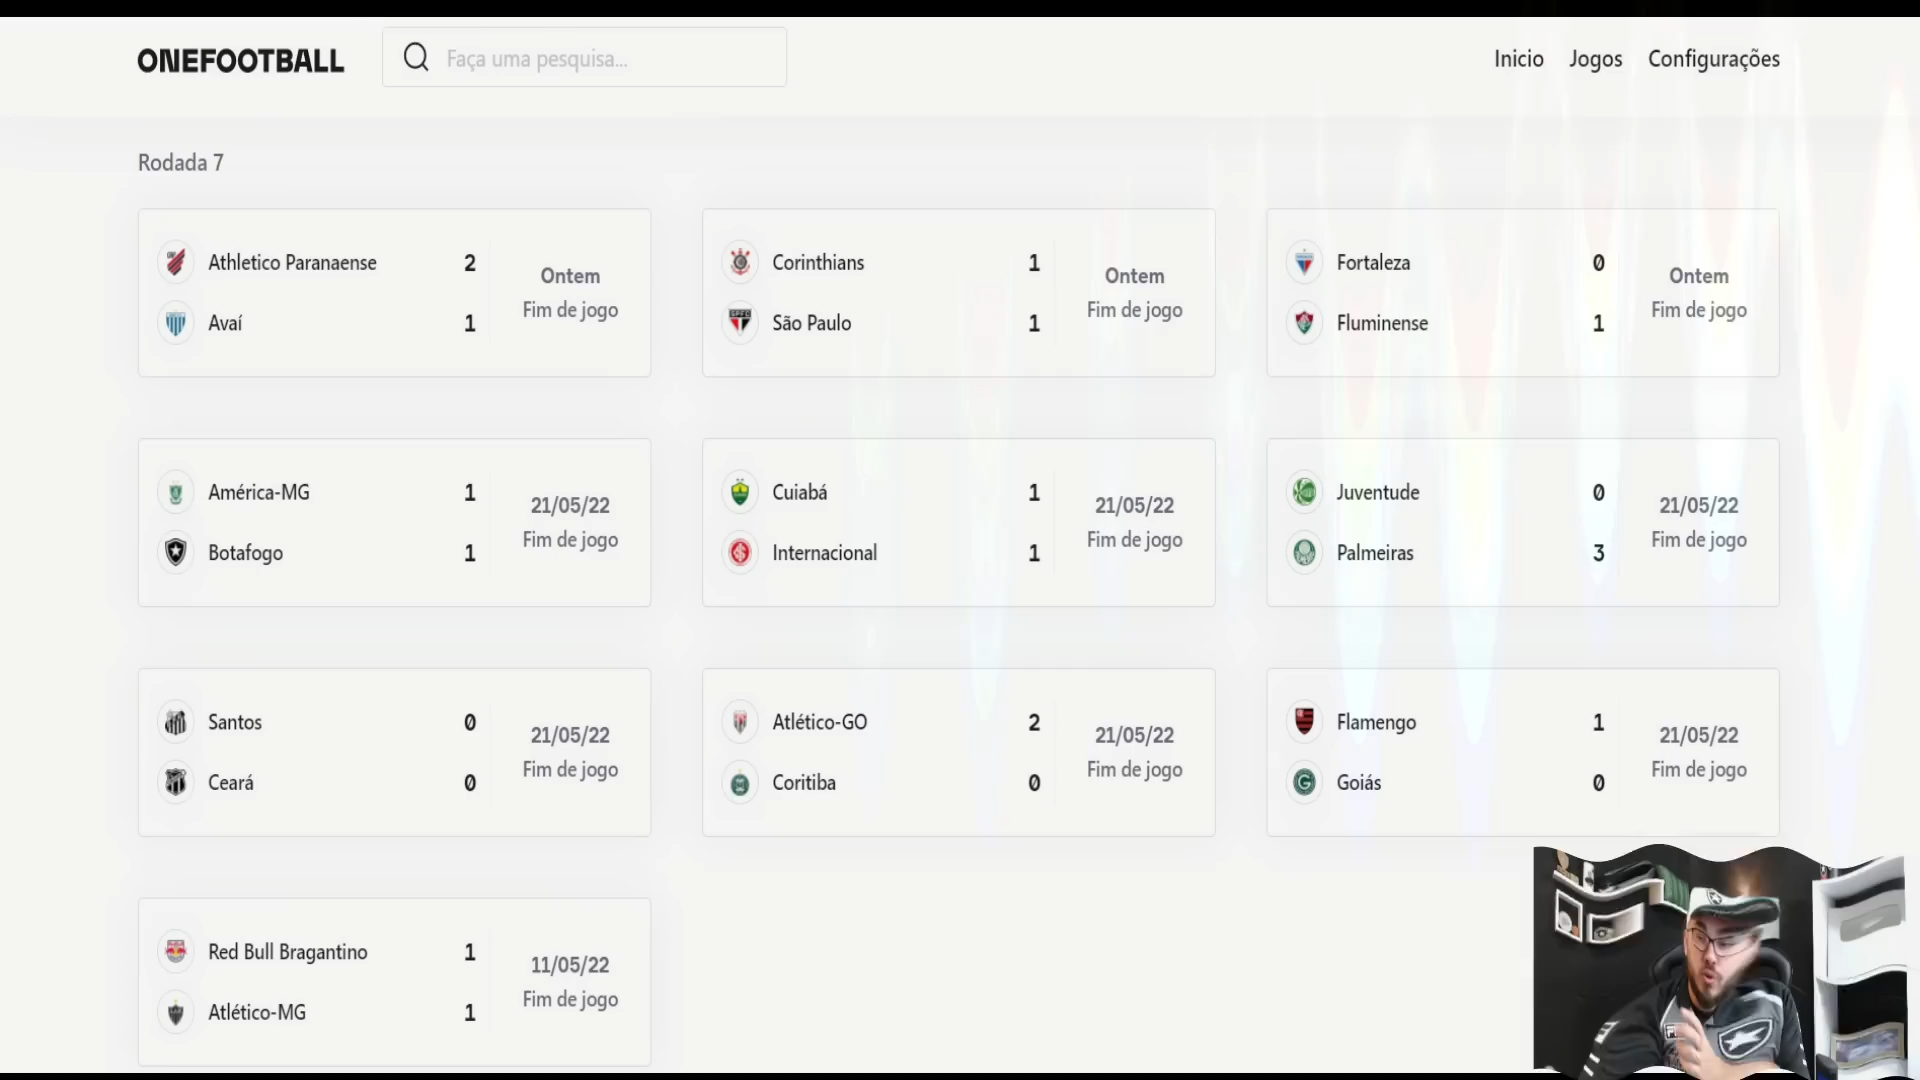 ONEFOOTBALL
Faça uma pesquisa...
Inicio
Jogos
Configurações
Rodada 7
Athletico Paranaense 2
Avaí 1
Ontem
Fim de jogo
Corinthians 1
São Paulo 1
Ontem
Fim de jogo
Fortaleza 0
Fluminense 1
Ontem
Fim de jogo
América-MG 1
Botafogo 1
21/05/22
Fim de jogo
Cuiabá 1
Internacional 1
21/05/22
Fim de jogo
Juventude 0
Palmeiras 3
21/05/22
Fim de jogo
Santos 0
Ceará 0
21/05/22
Fim de jogo
Atlético-GO 2
Coritiba 0
21/05/22
Fim de jogo
Flamengo 1
Goiás 0
21/05/22
Fim de jogo
Red Bull Bragantino 1
Atlético-MG 1
11/05/22
Fim de jogo